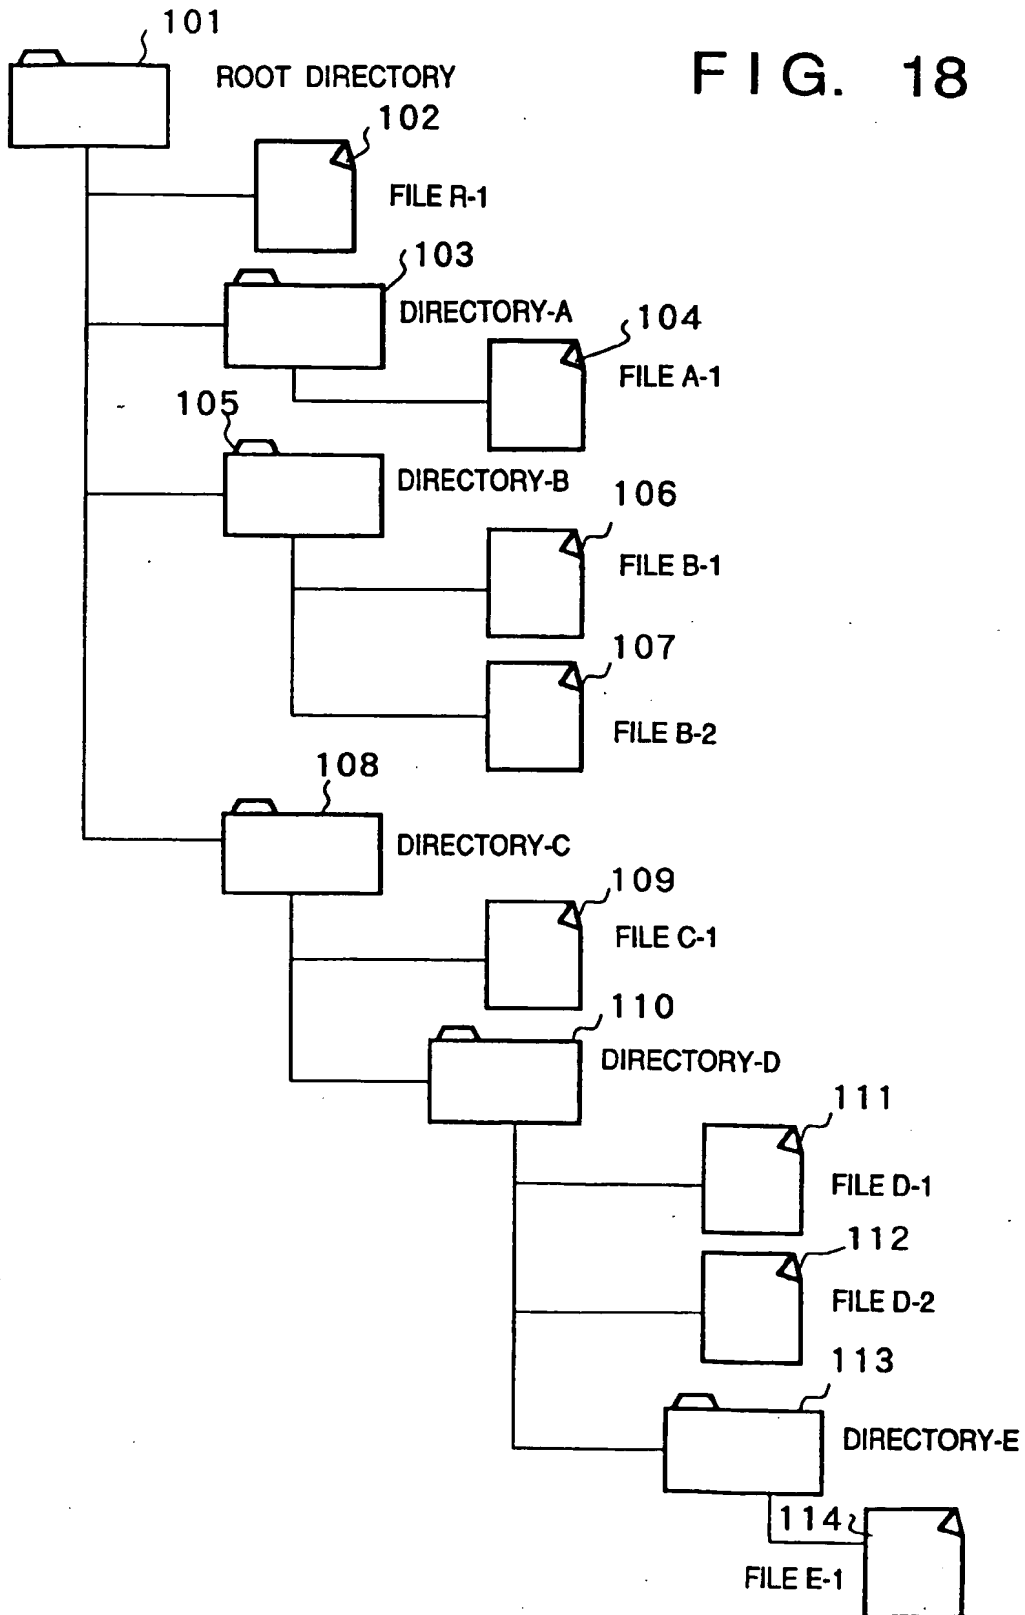 101
FIG. 18
ROOT DIRECTORY
102
FILE R-1
103
DIRECTORY-A
104
FILE A-1
105
DIRECTORY-B
106
FILE B-1
107
FILE B-2
108
DIRECTORY-C
109
FILE C-1
110
DIRECTORY-D
111
FILE D-1
112
FILE D-2
113
DIRECTORY-E
114
FILE E-1